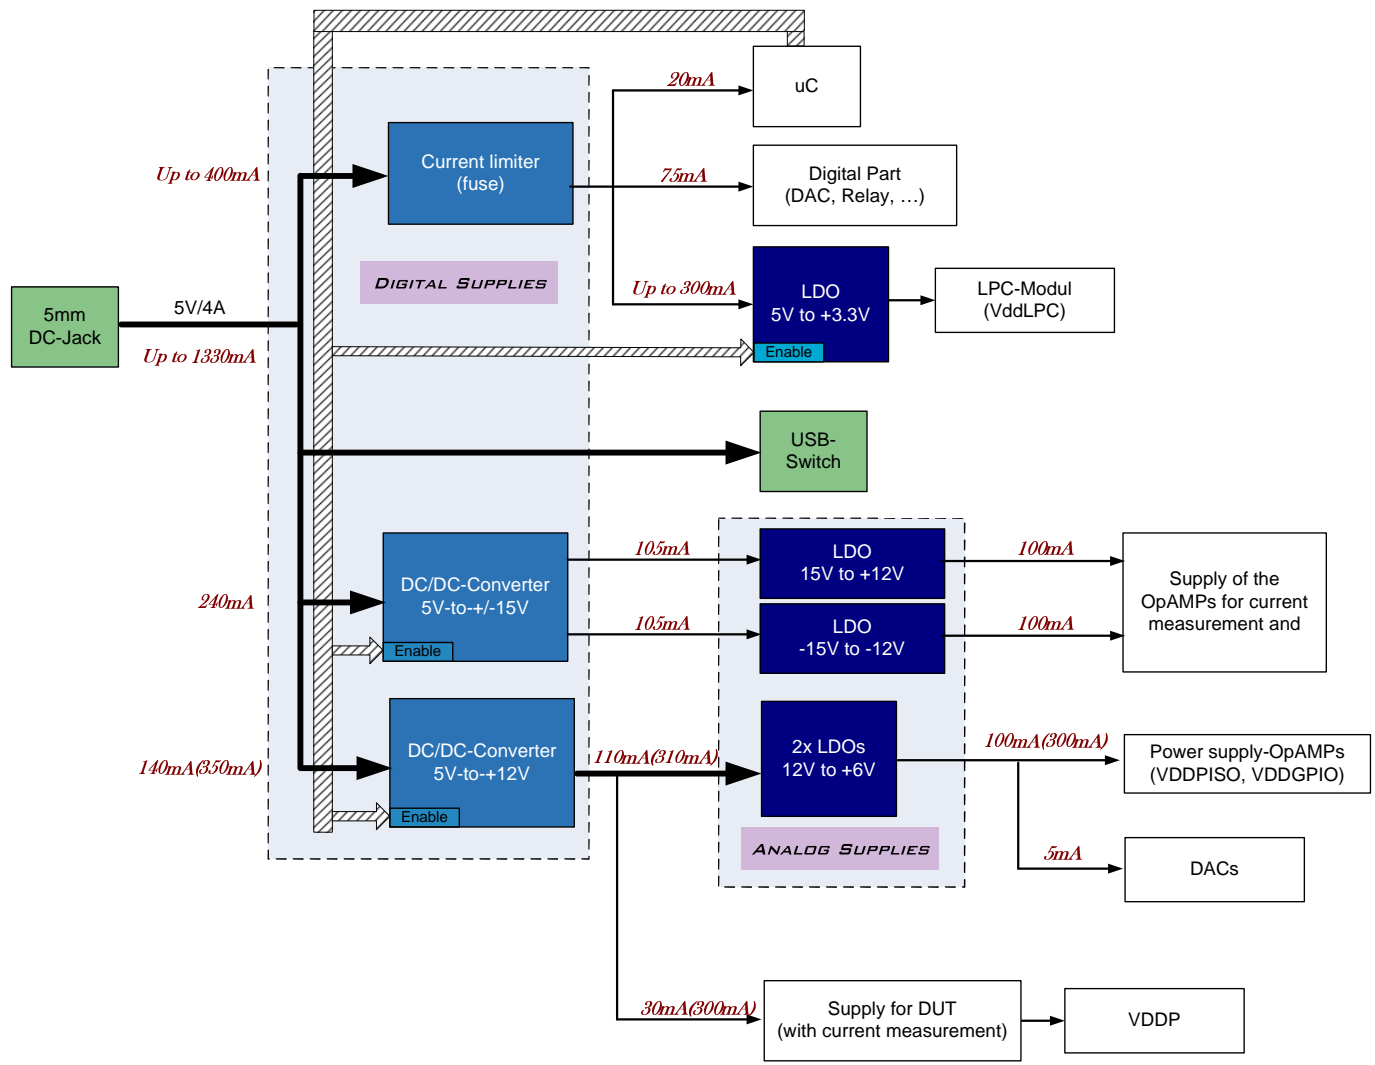 20mA
uC
Up to 400mA
Current limiter
(fuse)
75mA
Digital Part
(DAC, Relay, …)
Digital Supplies
Up to 300mA
LDO
5V to +3.3V
Enable
LPC-Modul
(VddLPC)
5mm
DC-Jack
5V/4A
Up to 1330mA
USB-
Switch
240mA
DC/DC-Converter
5V-to-+/-15V
Enable
105mA
LDO
15V to +12V
100mA
105mA
LDO
-15V to -12V
100mA
Supply of the
OpAMPs for current
measurement and
140mA(350mA)
DC/DC-Converter
5V-to-+12V
Enable
110mA(310mA)
2x LDOs
12V to +6V
100mA(300mA)
Power supply-OpAMPs
(VDDPISO, VDDGPIO)
Analog Supplies
5mA
DACs
30mA(300mA)
Supply for DUT
(with current measurement)
VDDP